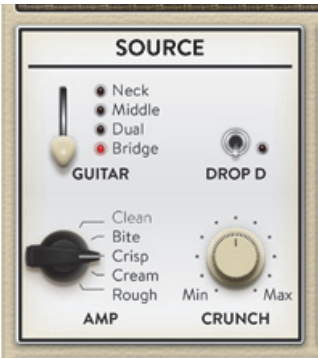 SOURCE
Neck
Middle
Dual
Bridge
GUITAR
DROP D
Clean
Bite
Crisp
Cream
Rough
AMP
Min
Max
CRUNCH